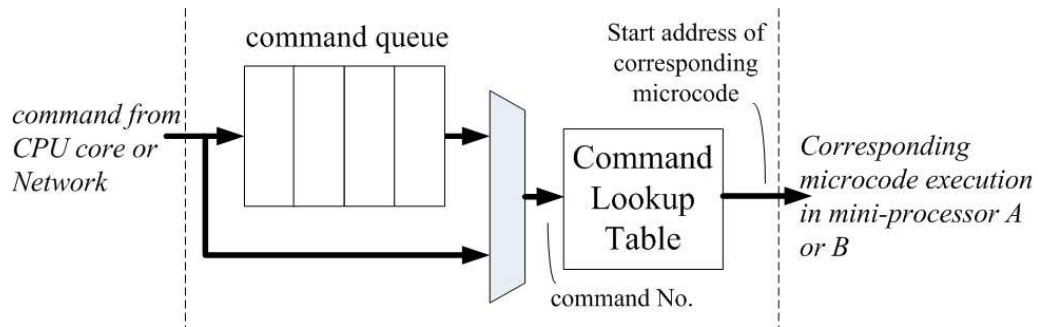 command queue
Start address of
corresponding
microcode
command from
CPU core or
Network
Command
Lookup
Table
Corresponding
microcode execution
in mini-processor A
or B
command No.